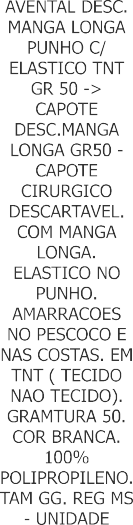 AVENTAL DESC.
MANGA LONGA
PUNHO C/
ELASTICO TNT
GR 50 ->
CAPOTE
DESC.MANGA
LONGA GR50 -
CAPOTE
CIRURGICO
DESCARTAVEL.
COM MANGA
LONGA.
ELASTICO NO
PUNHO.
AMARRACOES
NO PESCOCO E
NAS COSTAS. EM
TNT ( TECIDO
NAO TECIDO).
GRAMTURA 50.
COR BRANCA.
100%
POLIPROPILENO.
TAM GG. REG MS
- UNIDADE